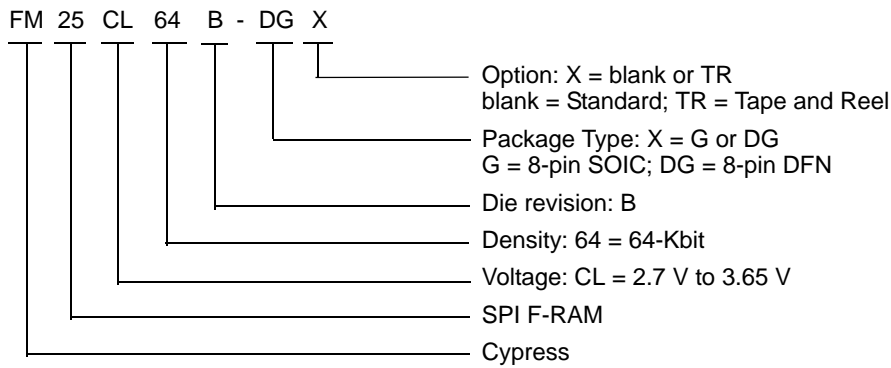 FM 25 CL 64 B - DG X
Option: X = blank or TR
blank = Standard; TR = Tape and Reel
Package Type: X = G or DG
G = 8-pin SOIC; DG = 8-pin DFN
Die revision: B
Density: 64 = 64-Kbit
Voltage: CL = 2.7 V to 3.65 V
SPI F-RAM
Cypress